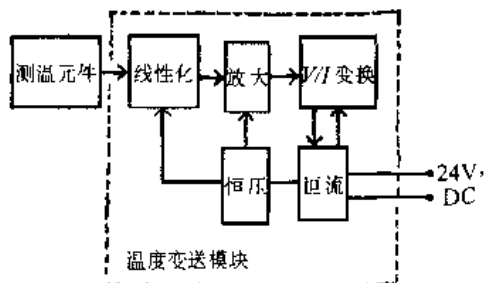 测温元件
线性化
放大
V/I变换
恒压
恒流
24V,
DC
温度变送模块